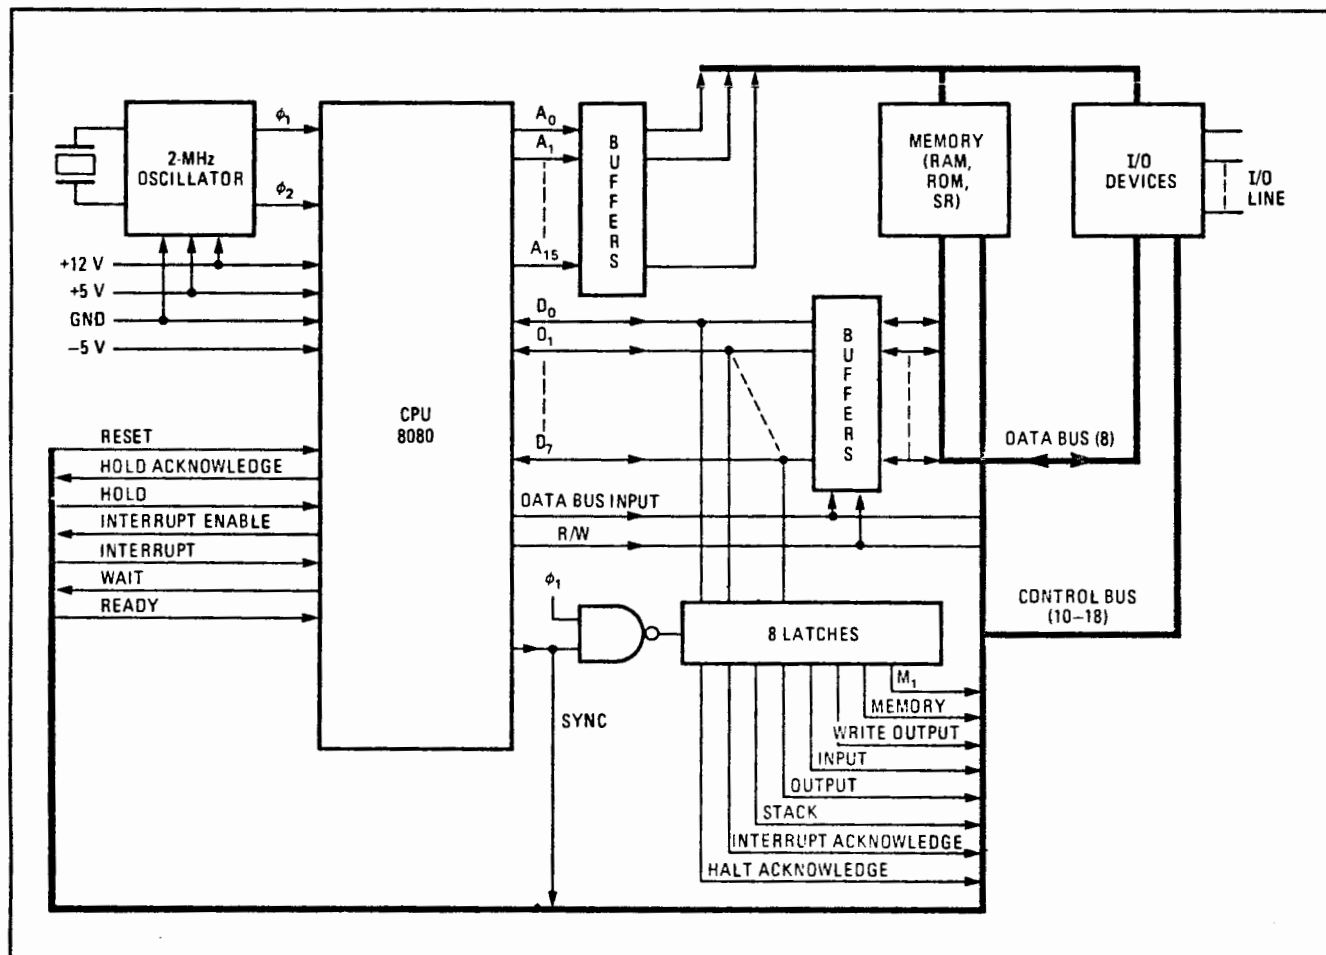 2-MHz
OSCILLATOR
ϕ1
ϕ2
+12 V
+5 V
GND
−5 V
RESET
HOLD ACKNOWLEDGE
HOLD
INTERRUPT ENABLE
INTERRUPT
WAIT
READY
CPU
8080
A0
A1
A15
BUFFERS
D0
D1
D7
DATA BUS INPUT
R/W
ϕ1
SYNC
BUFFERS
MEMORY
(RAM,
ROM,
SR)
I/O
DEVICES
I/O
LINE
DATA BUS (8)
CONTROL BUS
(10–18)
8 LATCHES
M1
MEMORY
WRITE OUTPUT
INPUT
OUTPUT
STACK
INTERRUPT ACKNOWLEDGE
HALT ACKNOWLEDGE